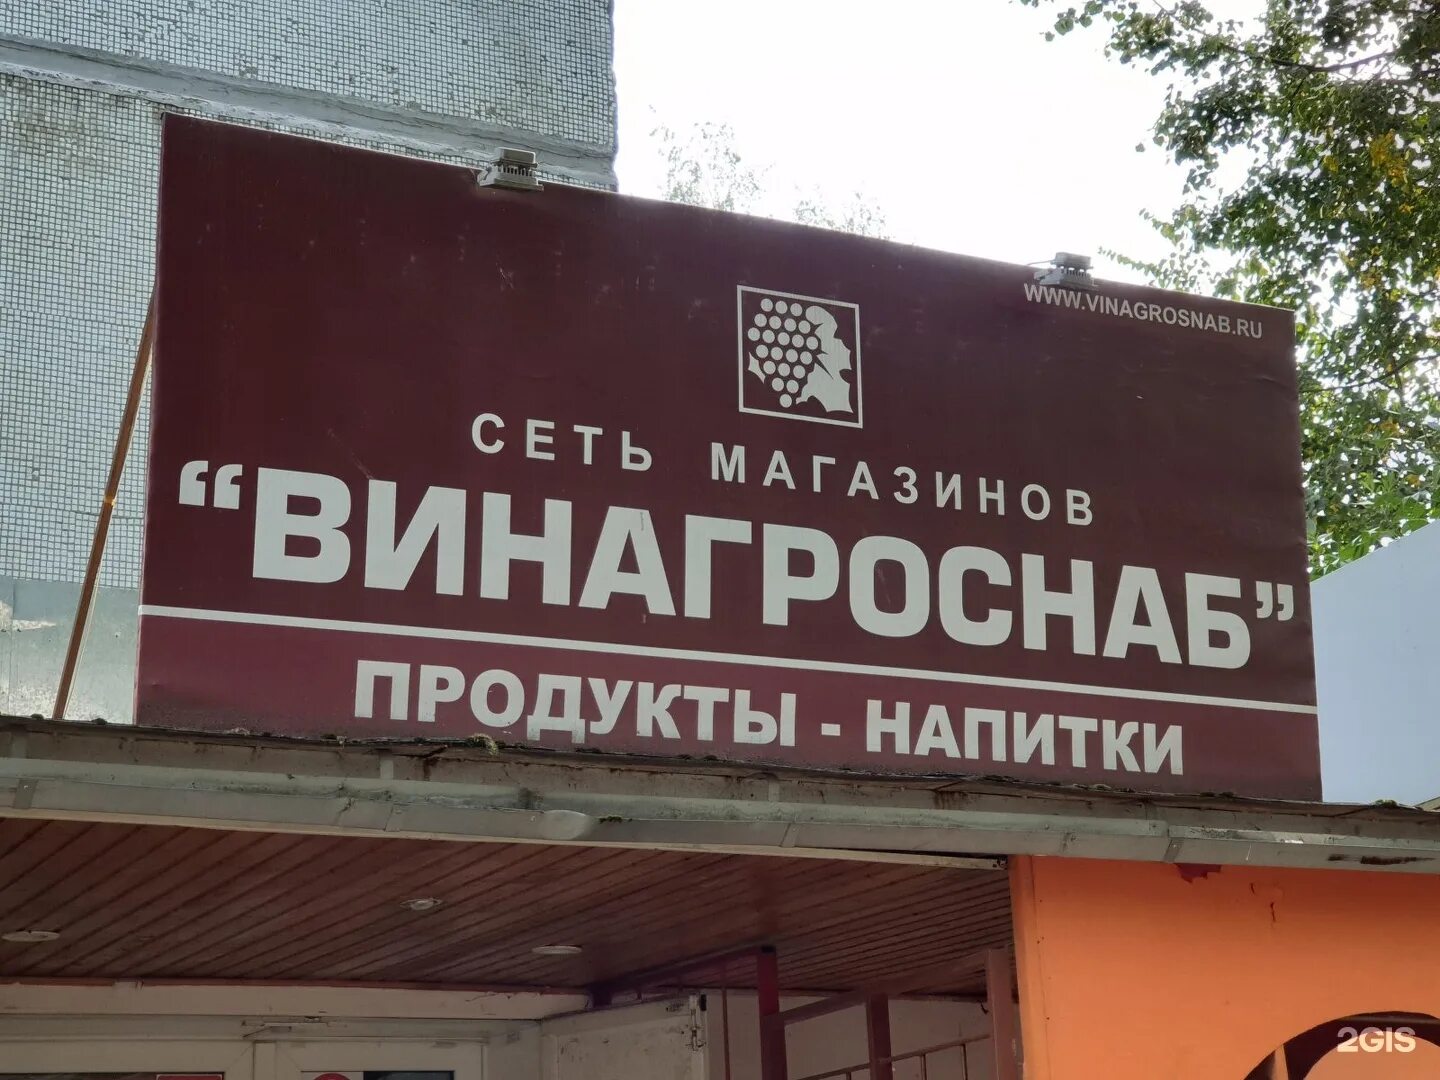 WWW.VINAGROSNAB.RU
СЕТЬ МАГАЗИНОВ
“ВИНАГРОСНАБ”
ПРОДУКТЫ - НАПИТКИ
2GIS